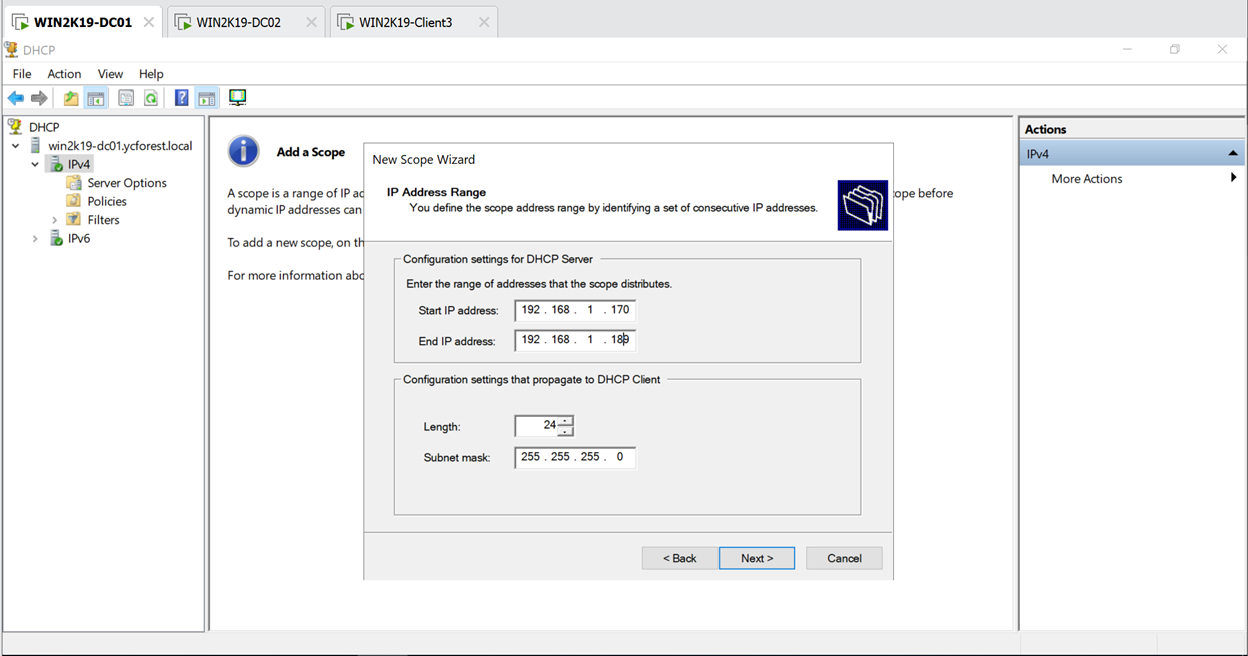 WIN2K19-DC01
WIN2K19-DC02
WIN2K19-Client3
DHCP
File Action View Help
DHCP
win2k19-dc01.ycforest.local
IPv4
Server Options
Policies
Filters
IPv6
Add a Scope
A scope is a range of IP ad
ope before
dynamic IP addresses can
To add a new scope, on th
For more information abo
New Scope Wizard
IP Address Range
You define the scope address range by identifying a set of consecutive IP addresses.
Configuration settings for DHCP Server
Enter the range of addresses that the scope distributes.
Start IP address: 192 . 168 . 1 . 170
End IP address: 192 . 168 . 1 . 189
Configuration settings that propagate to DHCP Client
Length: 24
Subnet mask: 255 . 255 . 255 . 0
< Back Next > Cancel
Actions
IPv4
More Actions